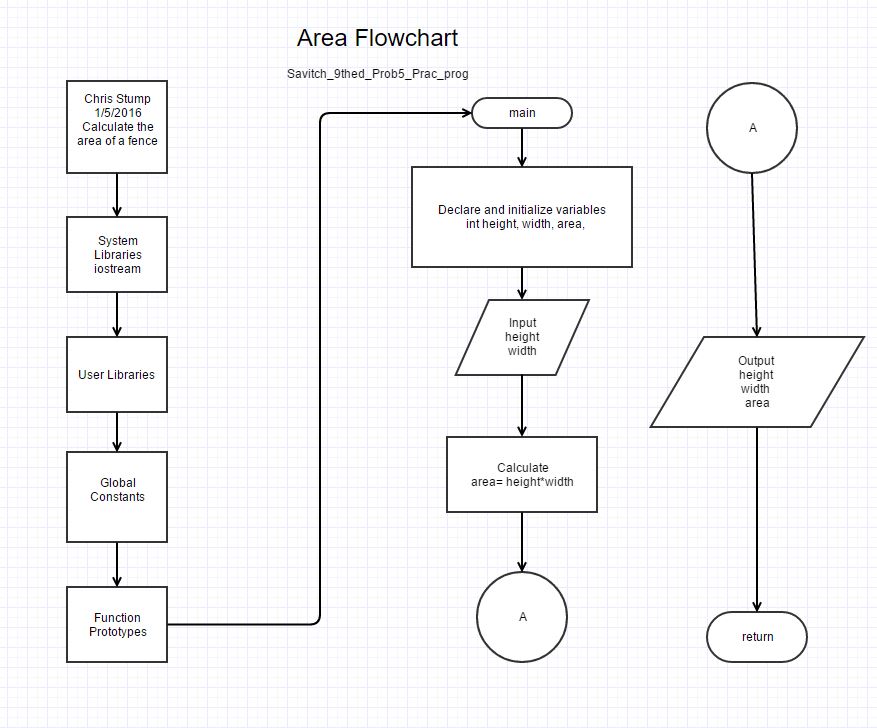 Area Flowchart
Savitch_9thed_Prob5_Prac_prog
Chris Stump
1/5/2016
Calculate the
area of a fence
System
Libraries
iostream
User Libraries
Global
Constants
Function
Prototypes
main
Declare and initialize variables
int height, width, area,
Input
height
width
Calculate
area= height*width
A
A
Output
height
width
area
return